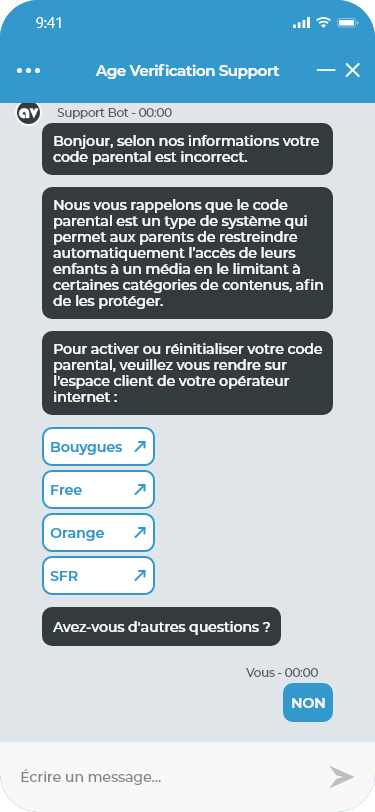 9:41
Age Verification Support
av
Support Bot - 00:00
Bonjour, selon nos informations votre
code parental est incorrect.
Nous vous rappelons que le code
parental est un type de système qui
permet aux parents de restreindre
automatiquement l'accès de leurs
enfants à un média en le limitant à
certaines catégories de contenus, afin
de les protéger.
Pour activer ou réinitialiser votre code
parental, veuillez vous rendre sur
l'espace client de votre opérateur
internet :
Bouygues
Free
Orange
SFR
Avez-vous d'autres questions ?
Vous - 00:00
NON
Écrire un message...